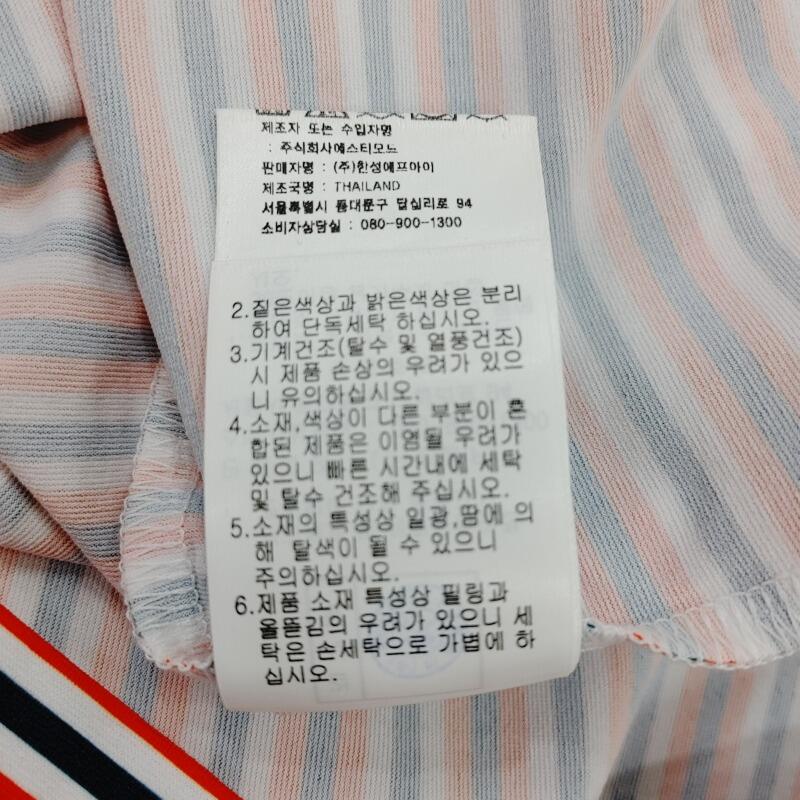 제조자 또는 수입자명
: 주식회사에스티모드
판매자명 : (주)한성에프아이
제조국명 : THAILAND
서울특별시 동대문구 답십리로 94
소비자상담실 : 080-900-1300
2.짙은색상과 밝은색상은 분리
하여 단독세탁 하십시오.
3.기계건조(탈수 및 열풍건조)
시 제품 손상의 우려가 있으
니 유의하십시오.
4.소재,색상이 다른 부분이 혼
합된 제품은 이염될 우려가
있으니 빠른 시간내에 세탁
및 탈수 건조해 주십시오.
5.소재의 특성상 일광,땀에 의
해 탈색이 될 수 있으니
주의하십시오.
6.제품 소재 특성상 필링과
올뜯김의 우려가 있으니 세
탁은 손세탁으로 가볍에 하
십시오.